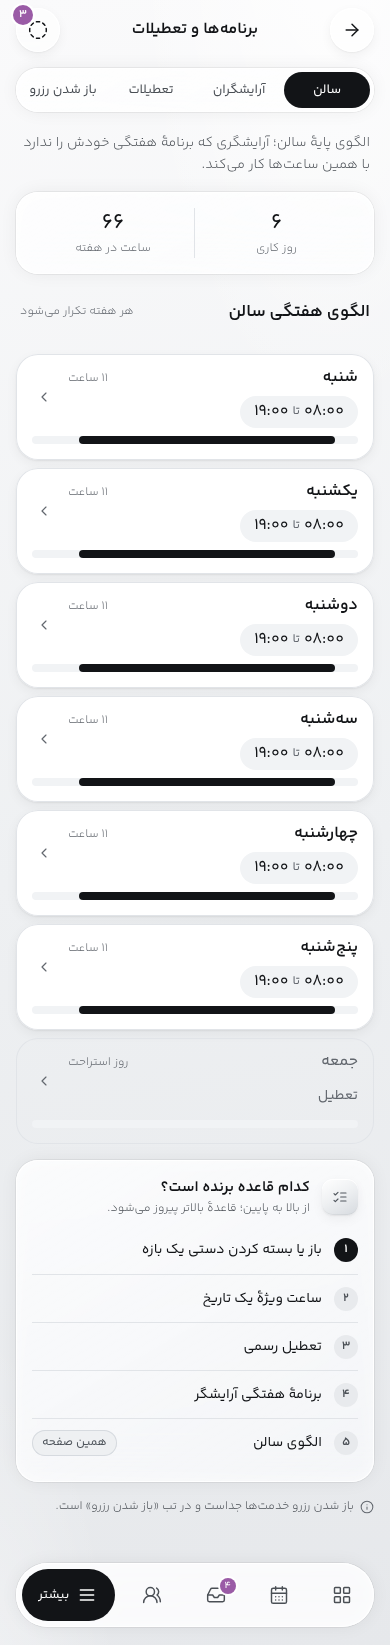 برنامه‌ها و تعطیلات
۳
سالن
آرایشگران
تعطیلات
باز شدن رزرو
الگوی پایهٔ سالن؛ آرایشگری که برنامهٔ هفتگی خودش را ندارد
با همین ساعت‌ها کار می‌کند.
۶
روز کاری
۶۶
ساعت در هفته
الگوی هفتگی سالن
هر هفته تکرار می‌شود
شنبه
۱۱ ساعت
۰۸:۰۰ تا ۱۹:۰۰
یکشنبه
۱۱ ساعت
۰۸:۰۰ تا ۱۹:۰۰
دوشنبه
۱۱ ساعت
۰۸:۰۰ تا ۱۹:۰۰
سه‌شنبه
۱۱ ساعت
۰۸:۰۰ تا ۱۹:۰۰
چهارشنبه
۱۱ ساعت
۰۸:۰۰ تا ۱۹:۰۰
پنج‌شنبه
۱۱ ساعت
۰۸:۰۰ تا ۱۹:۰۰
جمعه
روز استراحت
تعطیل
کدام قاعده برنده است؟
از بالا به پایین؛ قاعدهٔ بالاتر پیروز می‌شود.
۱ باز یا بسته کردن دستی یک بازه
۲ ساعت ویژهٔ یک تاریخ
۳ تعطیل رسمی
۴ برنامهٔ هفتگی آرایشگر
۵ الگوی سالن
همین صفحه
باز شدن رزرو خدمت‌ها جداست و در تب «باز شدن رزرو» است.
۴
بیشتر